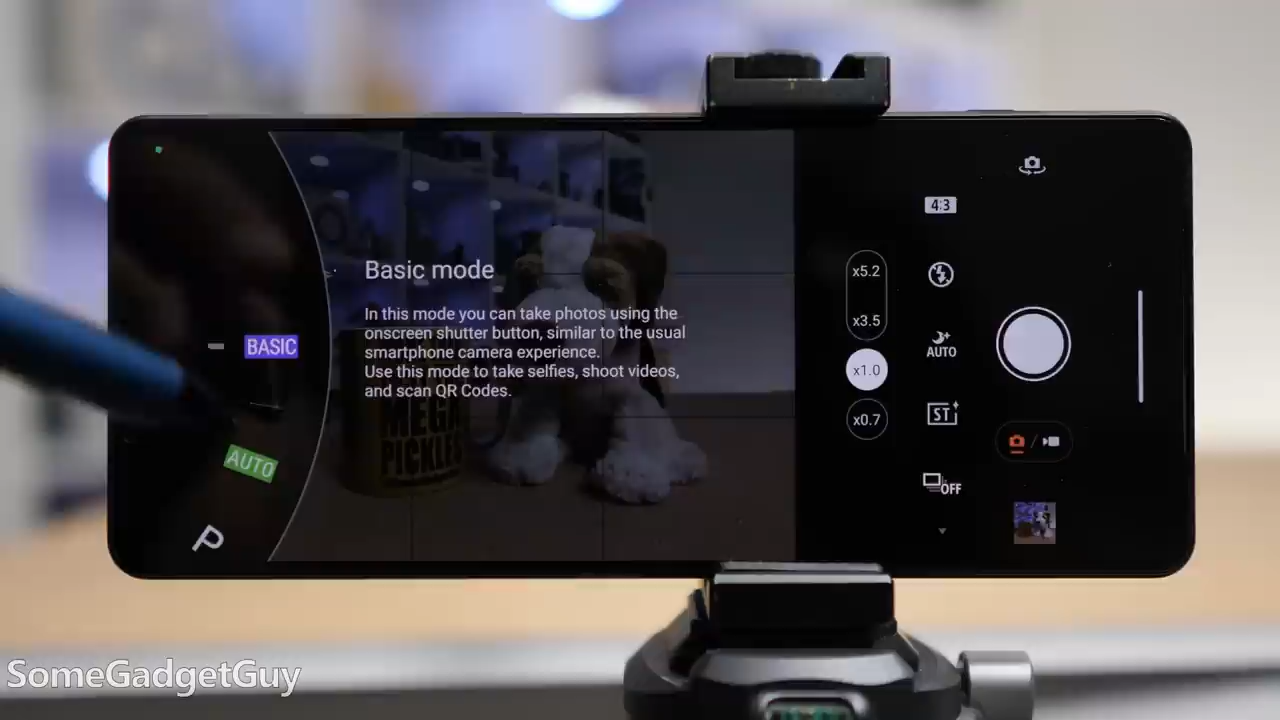 4:3
Basic mode
x5.2
In this mode you can take photos using the
onscreen shutter button, similar to the usual
smartphone camera experience.
Use this mode to take selfies, shoot videos,
and scan QR Codes.
x3.5
BASIC
AUTO
x1.0
MEGA
PICKLES
x0.7
ST
AUTO
OFF
P
SomeGadgetGuy